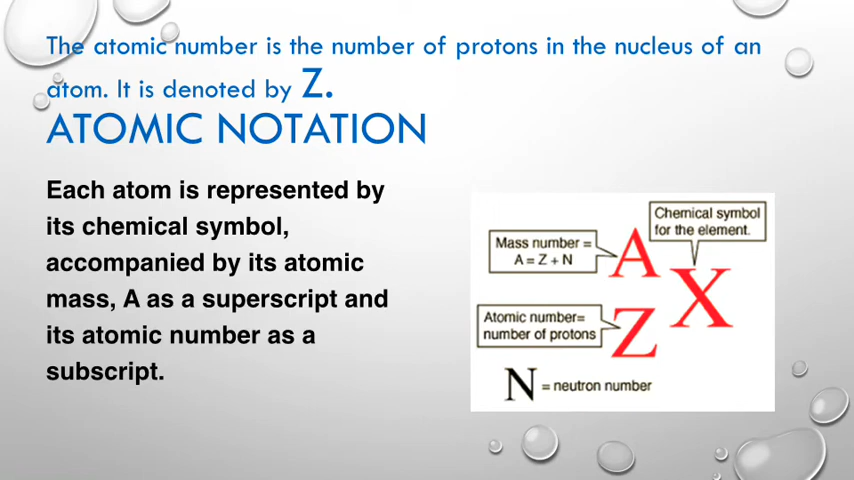 The atomic number is the number of protons in the nucleus of an
atom. It is denoted by Z.
ATOMIC NOTATION
Each atom is represented by
its chemical symbol,
accompanied by its atomic
mass, A as a superscript and
its atomic number as a
subscript.
Chemical symbol
for the element.
Mass number =
A = Z + N
A
X
Atomic number=
number of protons
Z
N = neutron number